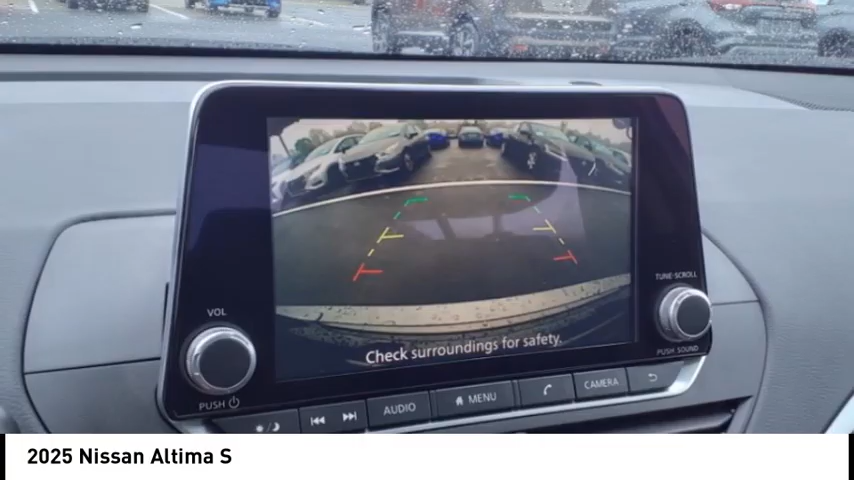 Check surroundings for safety.
VOL
PUSH
TUNE·SCROLL
PUSH SOUND
AUDIO
MENU
CAMERA
2025 Nissan Altima S